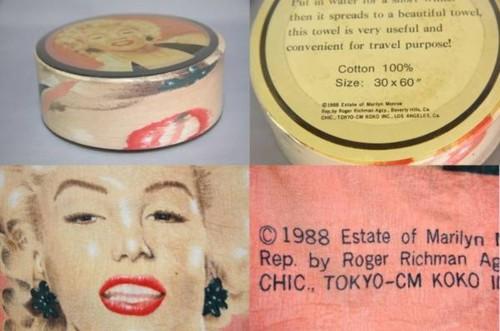 Put in water for a short
then it spreads to a beautiful towel,
this towel is very useful and
convenient for travel purpose!
Cotton 100%
Size: 30 x 60"
©1988 Estate of Marilyn Monroe
Rep. by Roger Richman Agcy., Beverly Hills, Ca.
CHIC., TOKYO-CM KOKO INC., LOS ANGELES, Ca.
© 1988 Estate of Marilyn
Rep. by Roger Richman Ag
CHIC., TOKYO-CM KOKO I